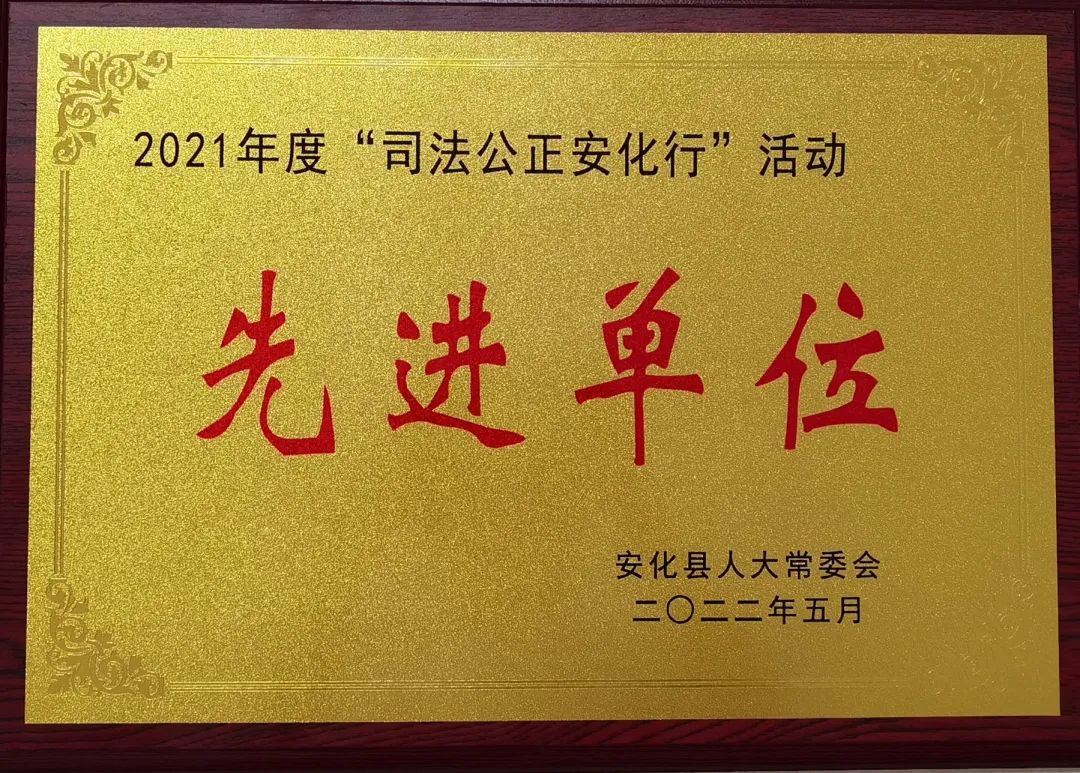 2021年度“司法公正安化行”活动
先进单位
安化县人大常委会
二〇二二年五月